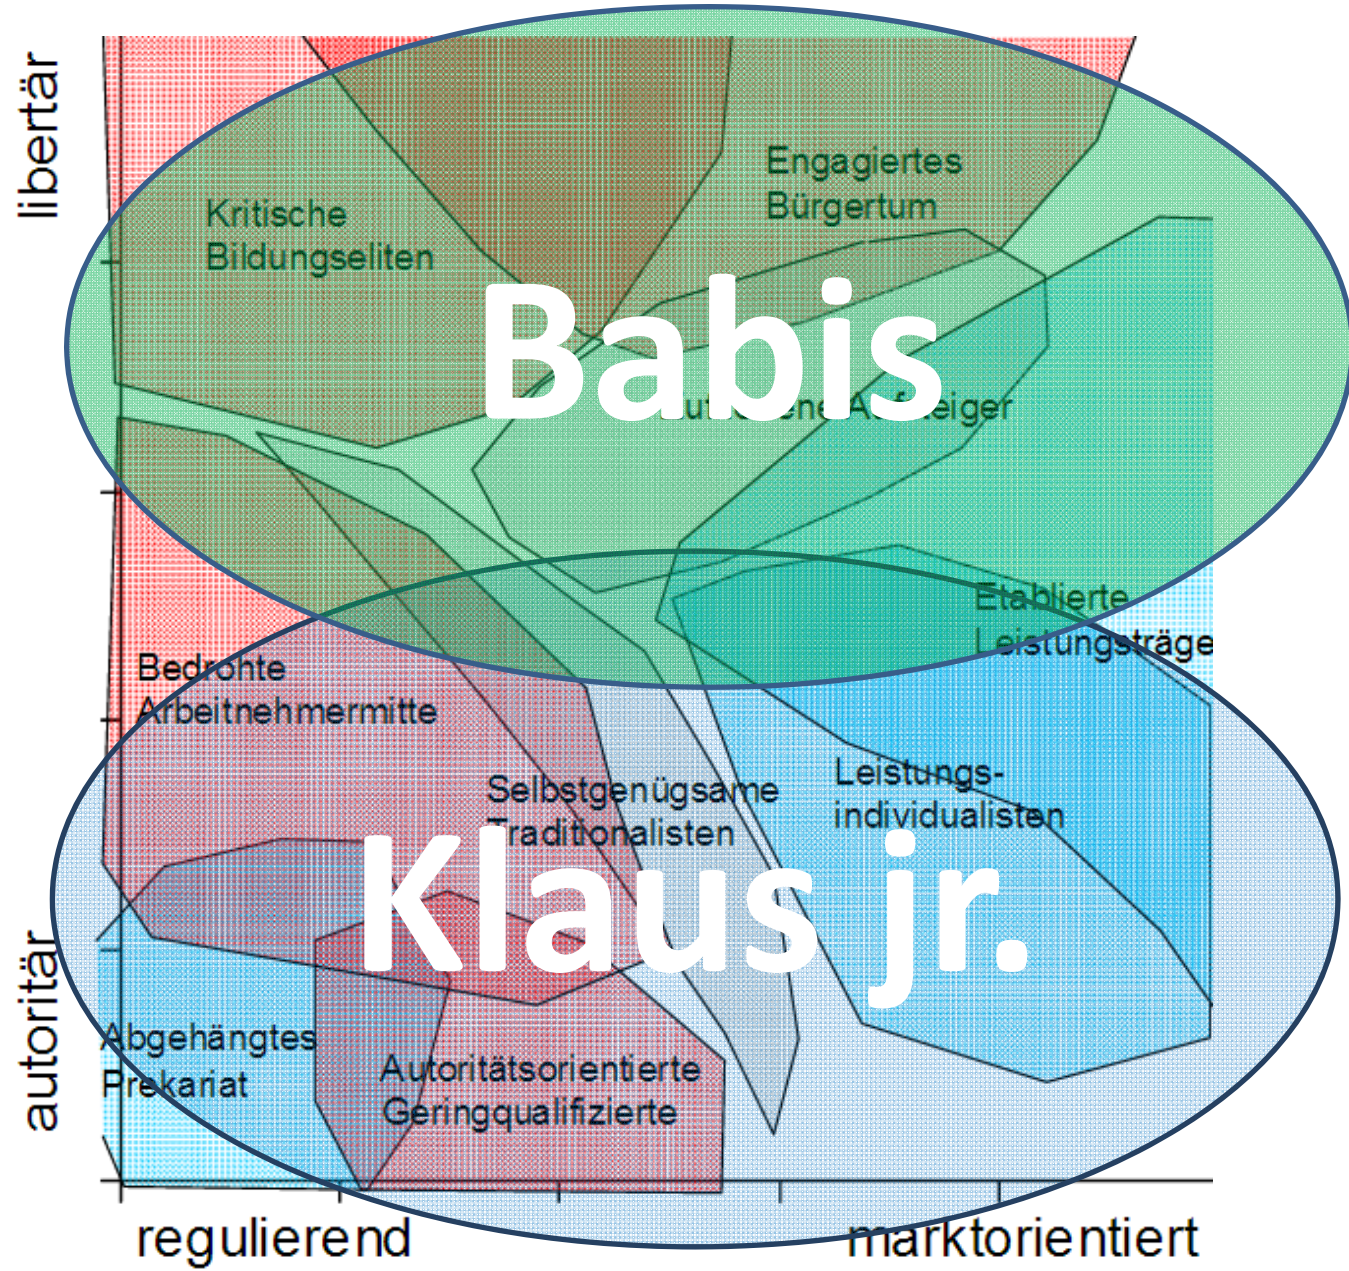 libertär
Engagiertes
Bürgertum
Kritische
Bildungseliten
Babis
Etablierte
Leistungsträge
Bedrohte
Arbeitnehmermitte
Selbstgenügsame
Traditionalisten
Leistungs-
individualisten
Klaus jr.
autoritär
Abgehängtes
Prekariat
Autoritätsorientierte
Geringqualifizierte
regulierend
marktorientiert